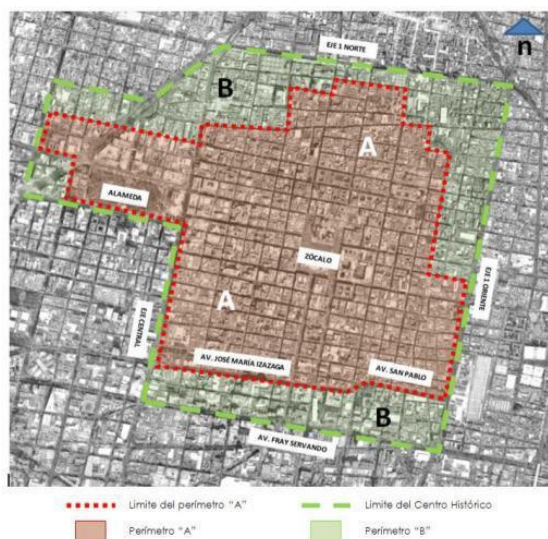 EJE 1 NORTE
n
B
A
ALAMEDA
ZÓCALO
EJE 1 ORIENTE
A
EJE CENTRAL
AV. JOSÉ MARÍA IZAZAGA
AV. SAN PABLO
B
AV. FRAY SERVANDO
Limite del perímetro "A"
Limite del Centro Histórico
Perímetro "A"
Perímetro "B"